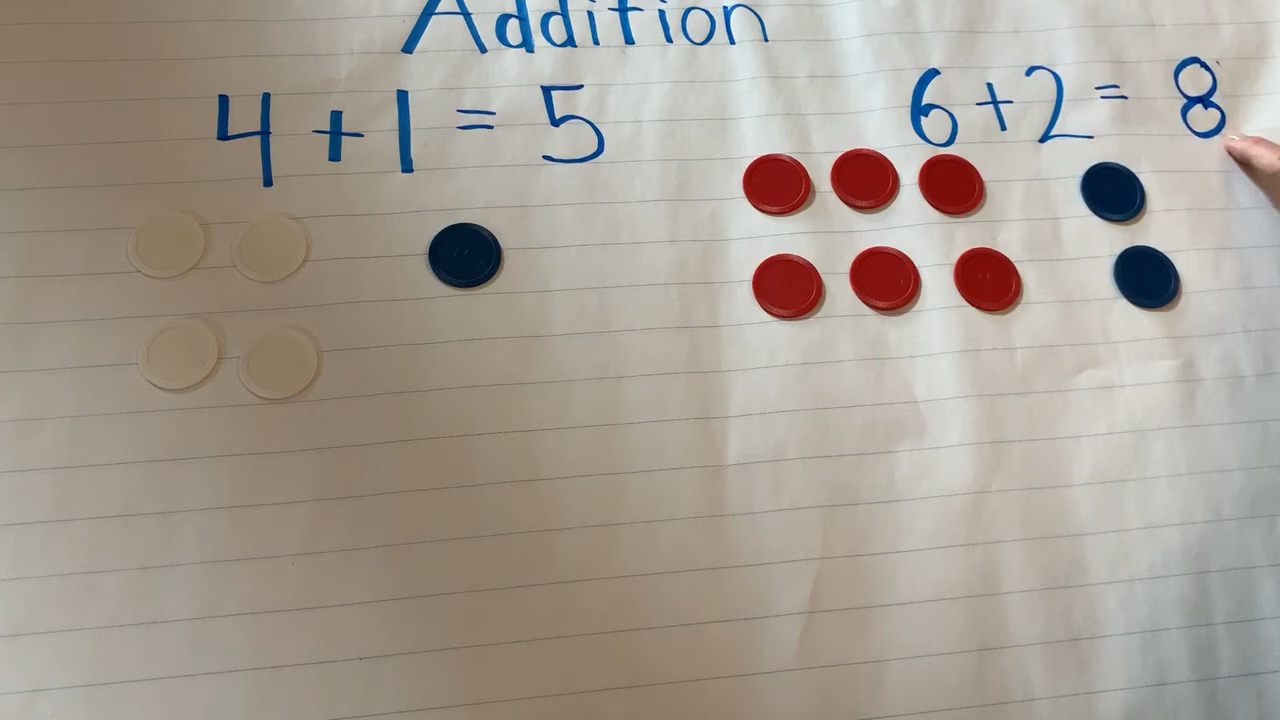 Addition
4 + 1 = 5
6 + 2 = 8